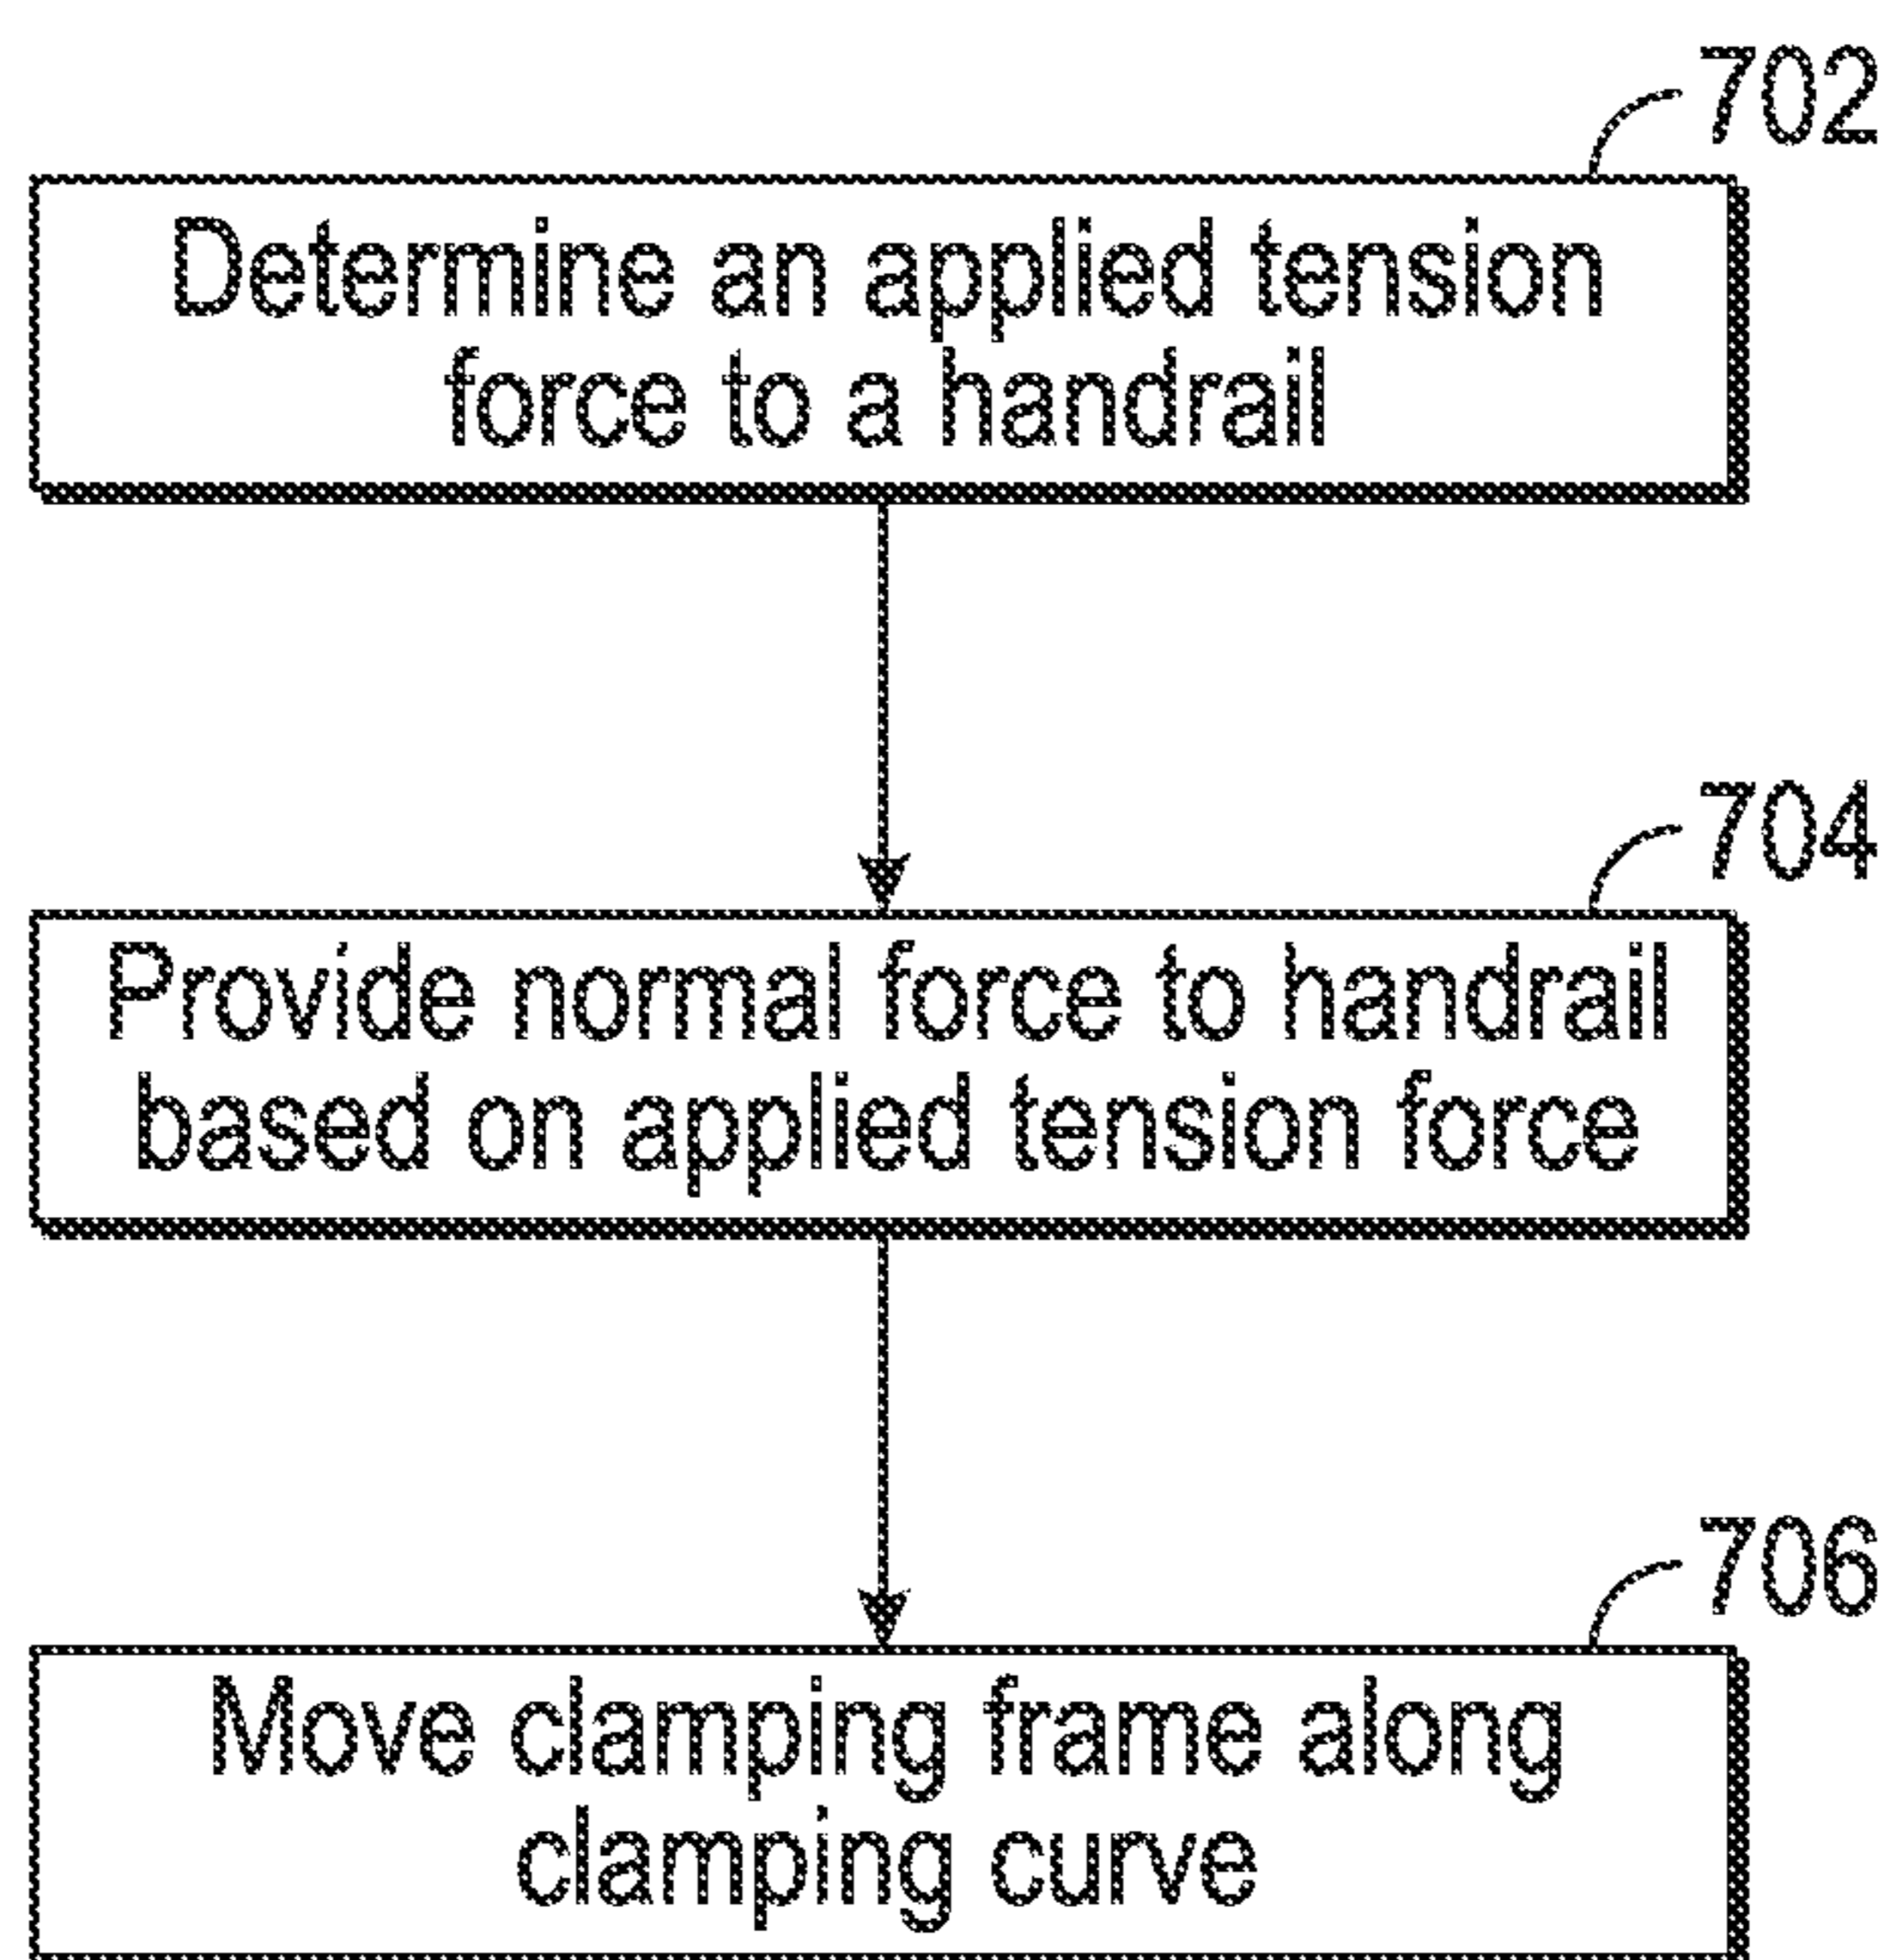 702
Determine an applied tension
force to a handrail
704
Provide normal force to handrail
based on applied tension force
706
Move clamping frame along
clamping curve